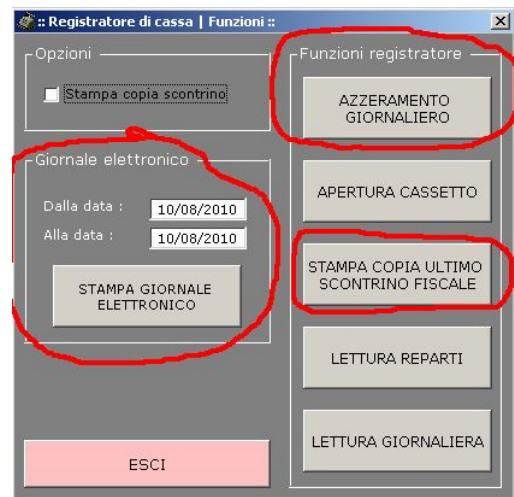 :: Registratore di cassa | Funzioni ::
Opzioni
Stampa copia scontrino
Giornale elettronico
Dalla data :
10/08/2010
Alla data :
10/08/2010
STAMPA GIORNALE
ELETTRONICO
ESCI
Funzioni registratore
AZZERAMENTO
GIORNALIERO
APERTURA CASSETTO
STAMPA COPIA ULTIMO
SCONTRINO FISCALE
LETTURA REPARTI
LETTURA GIORNALIERA